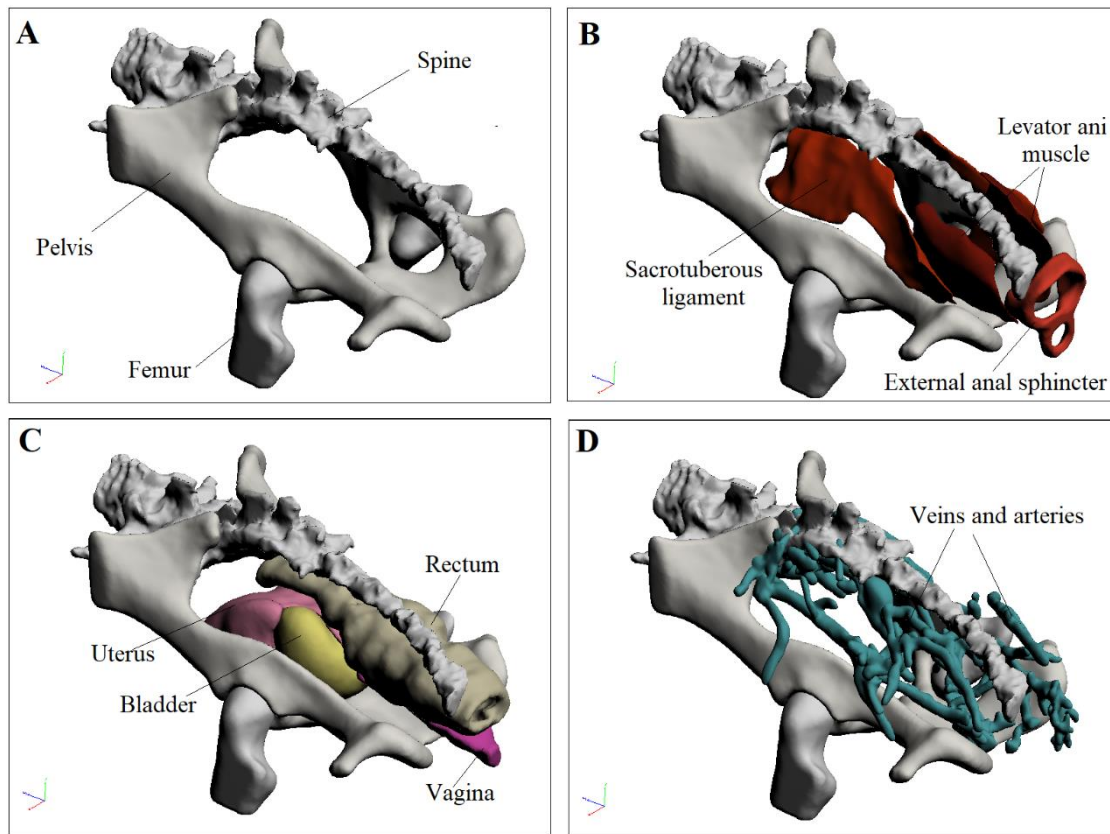 A
Spine
Pelvis
Femur
B
Levator ani
muscle
Sacrotuberous
ligament
External anal sphincter
C
Rectum
Uterus
Bladder
Vagina
D
Veins and arteries